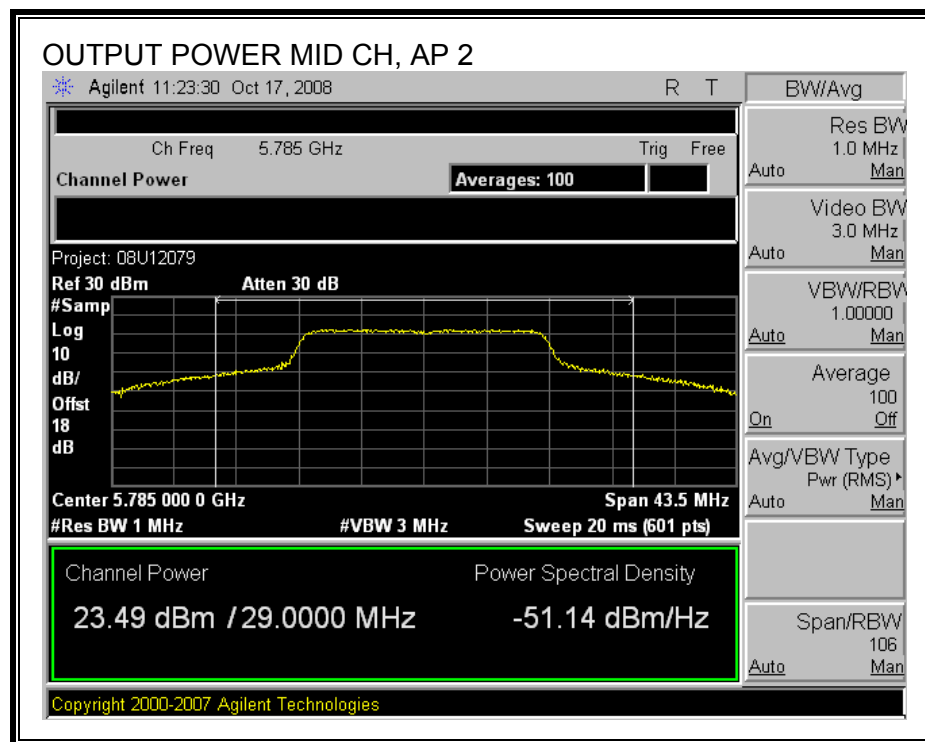 OUTPUT POWER MID CH, AP 2
Agilent 11:23:30 Oct 17, 2008 R T
Ch Freq 5.785 GHz Trig Free
Channel Power Averages: 100
Project: 08U12079
Ref 30 dBm Atten 30 dB
#Samp
Log
10
dB/
Offst
18
dB
Center 5.785 000 0 GHz Span 43.5 MHz
#Res BW 1 MHz #VBW 3 MHz Sweep 20 ms (601 pts)
Channel Power Power Spectral Density
23.49 dBm / 29.0000 MHz -51.14 dBm/Hz
Copyright 2000-2007 Agilent Technologies
BW/Avg
Res BW
1.0 MHz
Auto Man
Video BW
3.0 MHz
Auto Man
VBW/RBW
1.00000
Auto Man
Average
100
On Off
Avg/VBW Type
Pwr (RMS)
Auto Man
Span/RBW
106
Auto Man